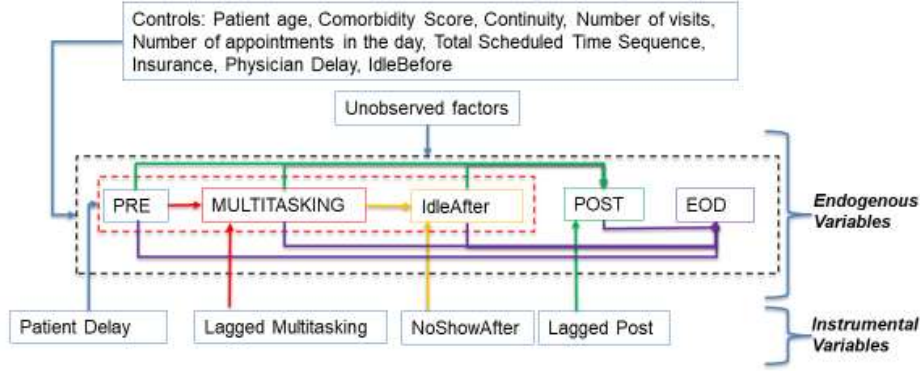 Controls: Patient age, Comorbidity Score, Continuity, Number of visits,
Number of appointments in the day, Total Scheduled Time Sequence,
Insurance, Physician Delay, IdleBefore
Unobserved factors
PRE
MULTITASKING
IdleAfter
POST
EOD
Endogenous
Variables
Patient Delay
Lagged Multitasking
NoShowAfter
Lagged Post
Instrumental
Variables